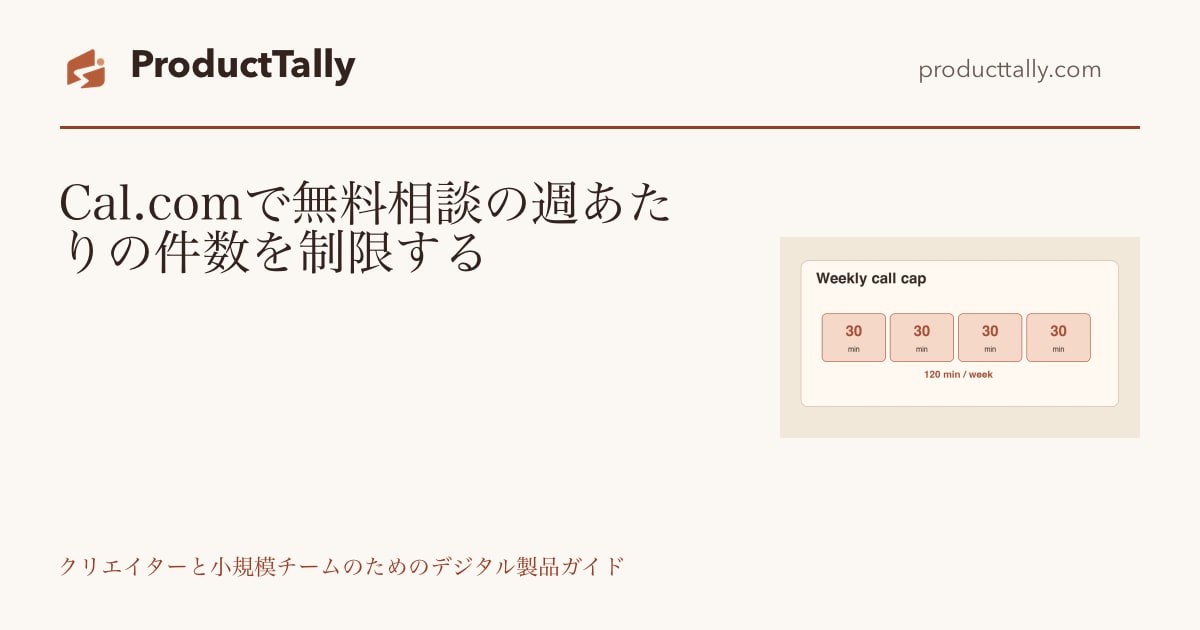 ProductTally
producttally.com
Cal.comで無料相談の週あた
りの件数を制限する
Weekly call cap
30 30 30 30
min min min min
120 min / week
クリエイターと小規模チームのためのデジタル製品ガイド